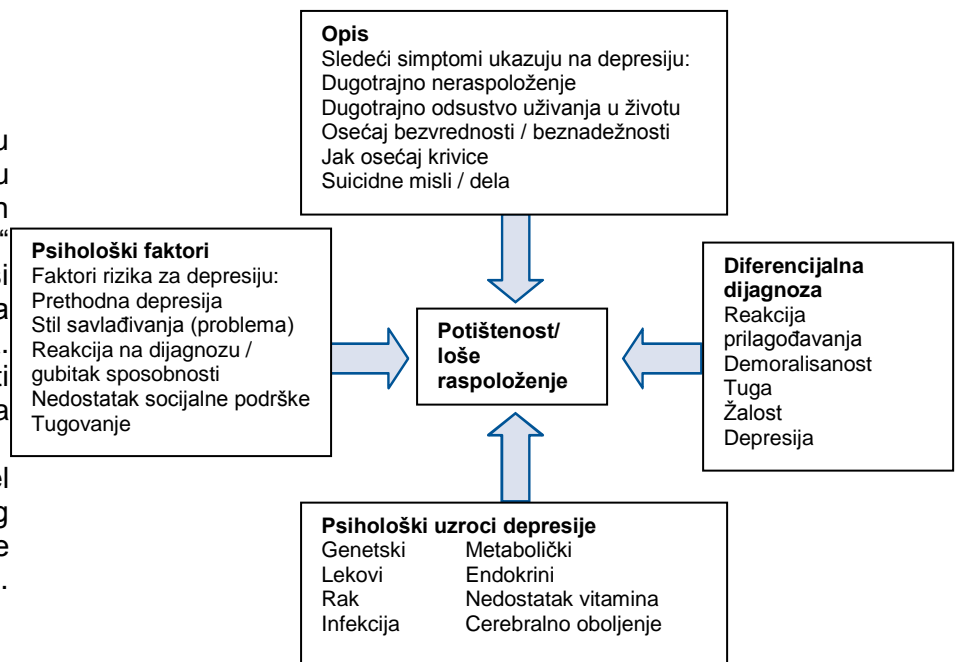 Opis
Sledeći simptomi ukazuju na depresiju:
Dugotrajno neraspoloženje
Dugotrajno odsustvo uživanja u životu
Osećaj bezvrednosti / beznadežnosti
Jak osećaj krivice
Suicidne misli / dela
Psihološki faktori
Faktori rizika za depresiju:
Prethodna depresija
Stil savlađivanja (problema)
Reakcija na dijagnozu /
gubitak sposobnosti
Nedostatak socijalne podrške
Tugovanje
Potištenost/
loše
raspoloženje
Diferencijalna
dijagnoza
Reakcija
prilagođavanja
Demoralisanost
Tuga
Žalost
Depresija
Psihološki uzroci depresije
Genetski Metabolički
Lekovi Endokrini
Rak Nedostatak vitamina
Infekcija Cerebralno oboljenje